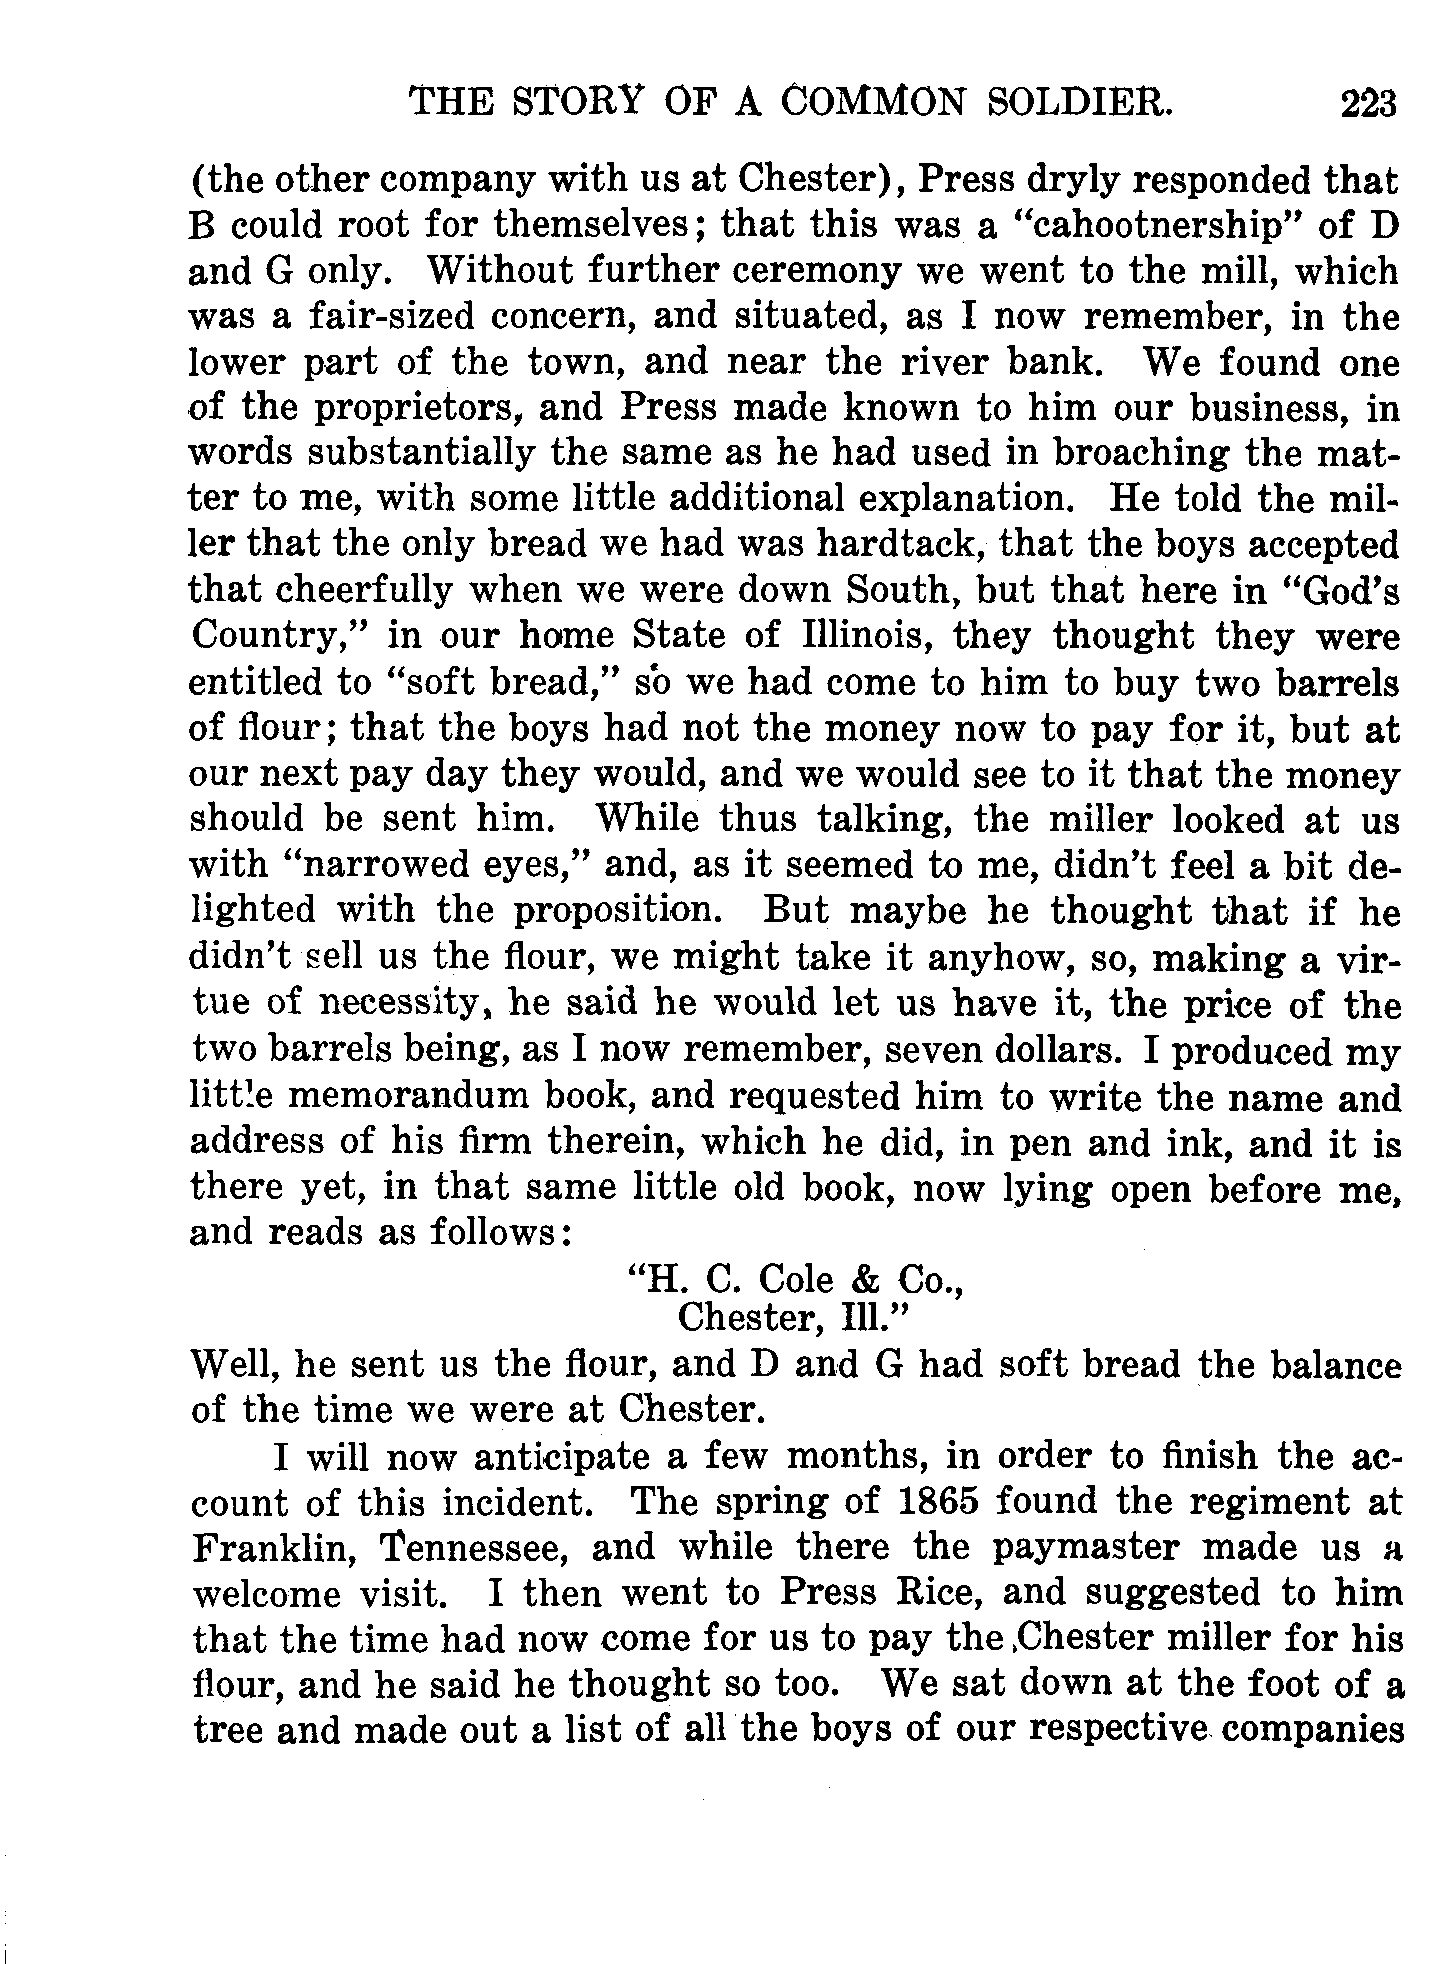 THE STORY OF A COMMON SOLDIER. 223
(the other company with us at Chester), Press dryly responded that
B could root for themselves; that this was a “cahootnership” of D
and G only. Without further ceremony we went to the mill, which
was a fair-sized concern, and situated, as I now remember, in the
lower part of the town, and near the river bank. We found one
of the proprietors, and Press made known to him our business, in
words substantially the same as he had used in broaching the mat-
ter to me, with some little additional explanation. He told the mil-
ler that the only bread we had was hardtack, that the boys accepted
that cheerfully when we were down South, but that here in “God’s
Country,” in our home State of Illinois, they thought they were
entitled to “soft bread,” so we had come to him to buy two barrels
of flour; that the boys had not the money now to pay for it, but at
our next pay day they would, and we would see to it that the money
should be sent him. While thus talking, the miller looked at us
with “narrowed eyes,” and, as it seemed to me, didn’t feel a bit de-
lighted with the proposition. But maybe he thought that if he
didn’t sell us the flour, we might take it anyhow, so, making a vir-
tue of necessity, he said he would let us have it, the price of the
two barrels being, as I now remember, seven dollars. I produced my
little memorandum book, and requested him to write the name and
address of his firm therein, which he did, in pen and ink, and it is
there yet, in that same little old book, now lying open before me,
and reads as follows:
“H. C. Cole & Co.,
Chester, Ill.”
Well, he sent us the flour, and D and G had soft bread the balance
of the time we were at Chester.
I will now anticipate a few months, in order to finish the ac-
count of this incident. The spring of 1865 found the regiment at
Franklin, Tennessee, and while there the paymaster made us a
welcome visit. I then went to Press Rice, and suggested to him
that the time had now come for us to pay the Chester miller for his
flour, and he said he thought so too. We sat down at the foot of a
tree and made out a list of all the boys of our respective companies